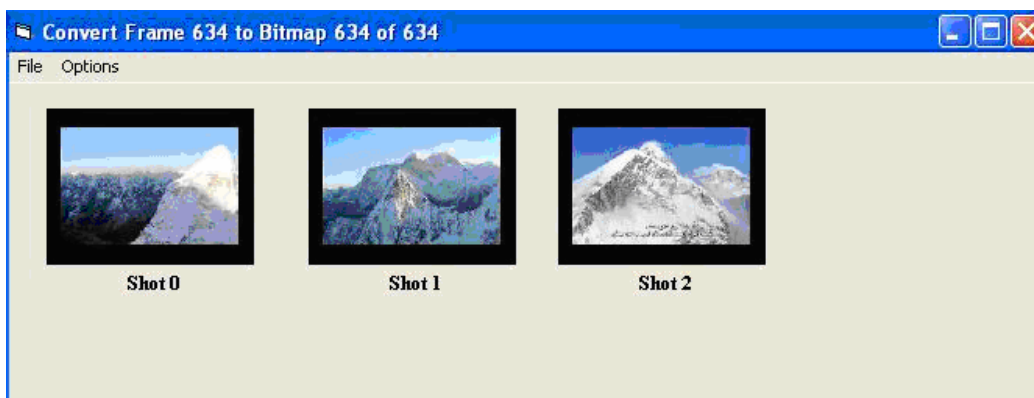 Convert Frame 634 to Bitmap 634 of 634
File Options
Shot 0
Shot 1
Shot 2